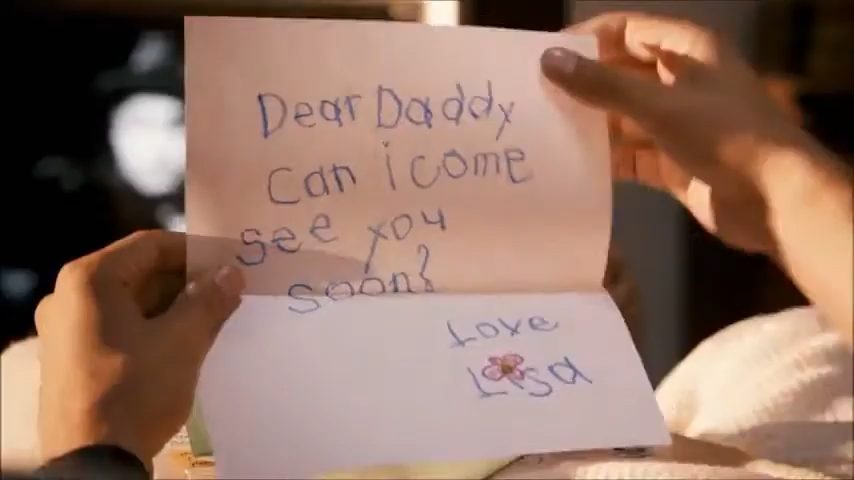 Dear Daddy
Can i come
see you
soon?
Love
Lisa